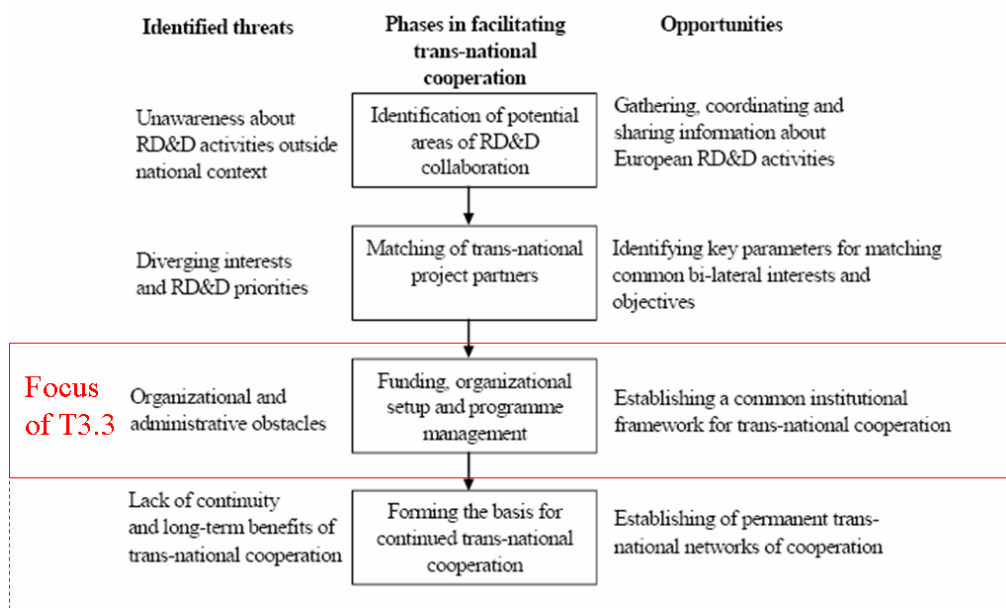 Identified threats
Phases in facilitating
trans-national
cooperation
Opportunities
Unawareness about
RD&D activities outside
national context
Identification of potential
areas of RD&D
collaboration
Gathering, coordinating and
sharing information about
European RD&D activities
Diverging interests
and RD&D priorities
Matching of trans-national
project partners
Identifying key parameters for matching
common bi-lateral interests and
objectives
Focus
of T3.3
Organizational and
administrative obstacles
Funding, organizational
setup and programme
management
Establishing a common institutional
framework for trans-national cooperation
Lack of continuity
and long-term benefits of
trans-national cooperation
Forming the basis for
continued trans-national
cooperation
Establishing of permanent trans-
national networks of cooperation